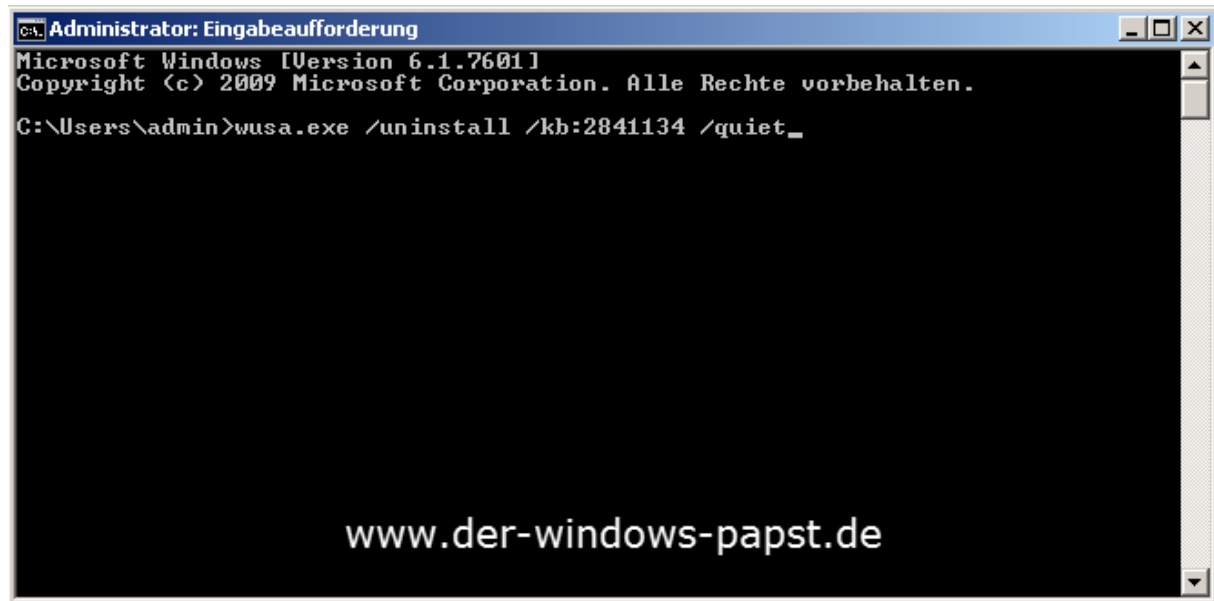 Administrator: Eingabeaufforderung
Microsoft Windows [Version 6.1.7601]
Copyright (c) 2009 Microsoft Corporation. Alle Rechte vorbehalten.
C:\Users\admin>wusa.exe /uninstall /kb:2841134 /quiet_
www.der-windows-papst.de